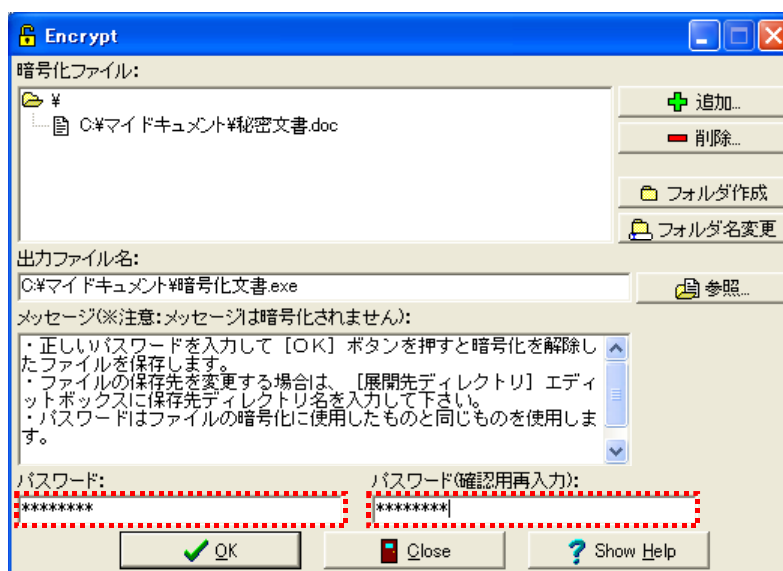 Encrypt
暗号化ファイル:
¥
C:¥マイドキュメント¥秘密文書.doc
追加...
削除...
フォルダ作成
フォルダ名変更
出力ファイル名:
C:¥マイドキュメント¥暗号化文書.exe
参照...
メッセージ(※注意:メッセージは暗号化されません):
・正しいパスワードを入力して［OK］ボタンを押すと暗号化を解除し
たファイルを保存します。
・ファイルの保存先を変更する場合は、［展開先ディレクトリ］エディ
ットボックスに保存先ディレクトリ名を入力して下さい。
・パスワードはファイルの暗号化に使用したものと同じものを使用しま
す。
パスワード:
パスワード(確認用再入力):
********
********
OK
Close
Show Help